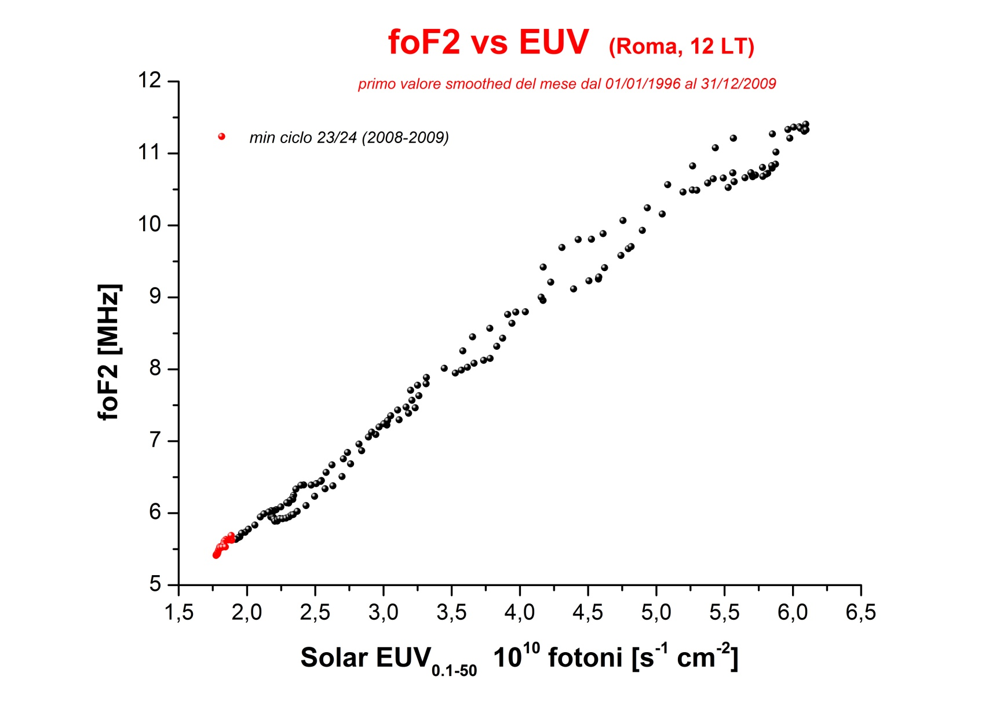 foF2 vs EUV (Roma, 12 LT)
primo valore smoothed del mese dal 01/01/1996 al 31/12/2009
min ciclo 23/24 (2008-2009)
foF2 [MHz]
12
11
10
9
8
7
6
5
1,5 2,0 2,5 3,0 3,5 4,0 4,5 5,0 5,5 6,0 6,5
Solar EUV0.1-50 10^10 fotoni [s^-1 cm^-2]